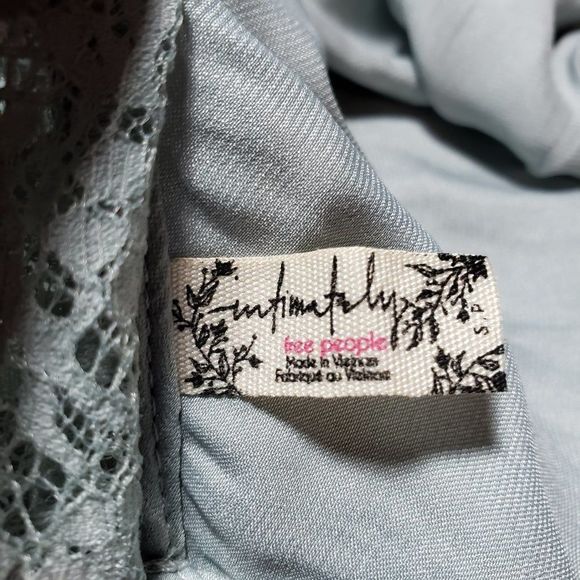 intimately
free people
Made in Vietnam
Fabriqué au Vietnam
S P